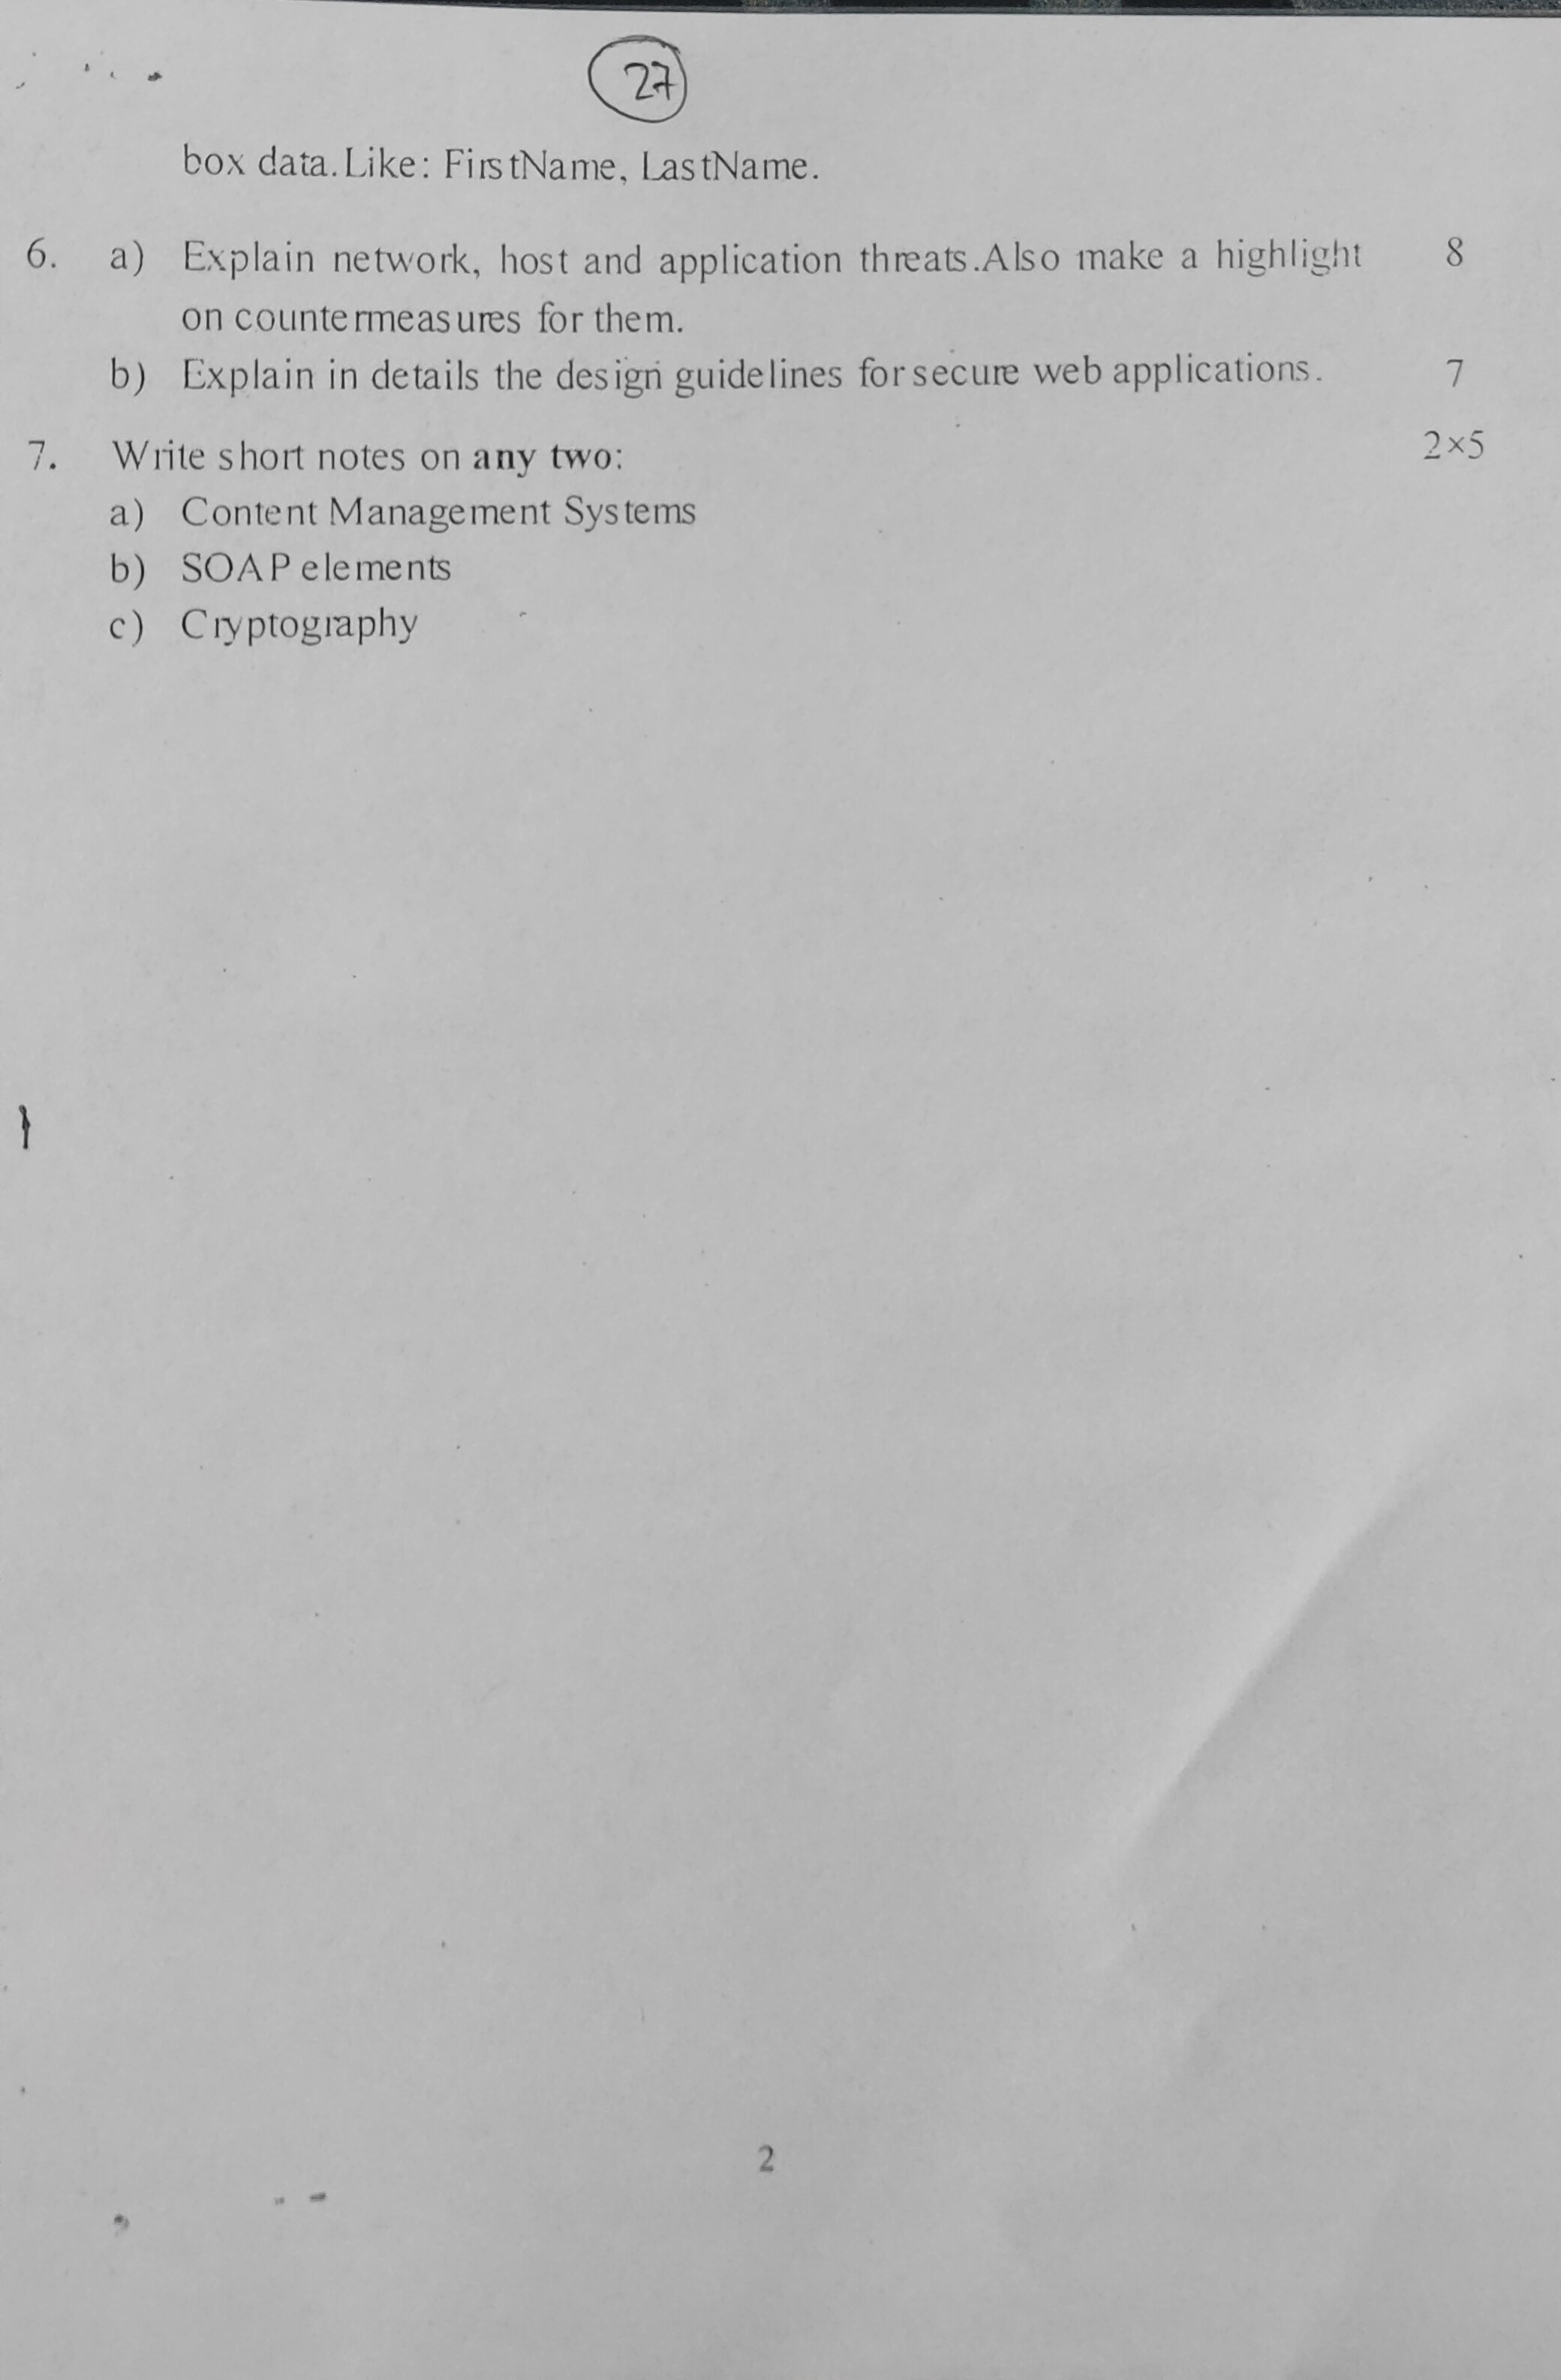 27
box data. Like: FirstName, LastName.
6. a) Explain network, host and application threats. Also make a highlight 8
on countermeasures for them.
b) Explain in details the design guidelines for secure web applications. 7
7. Write short notes on any two: 2×5
a) Content Management Systems
b) SOAP elements
c) Cryptography
2